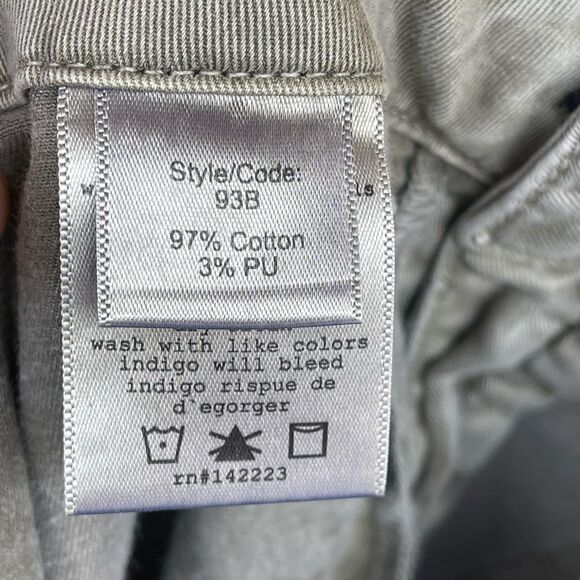 Style/Code:
93B
97% Cotton
3% PU
wash with like colors
indigo will bleed
indigo rispue de
d`egorger
rn#142223